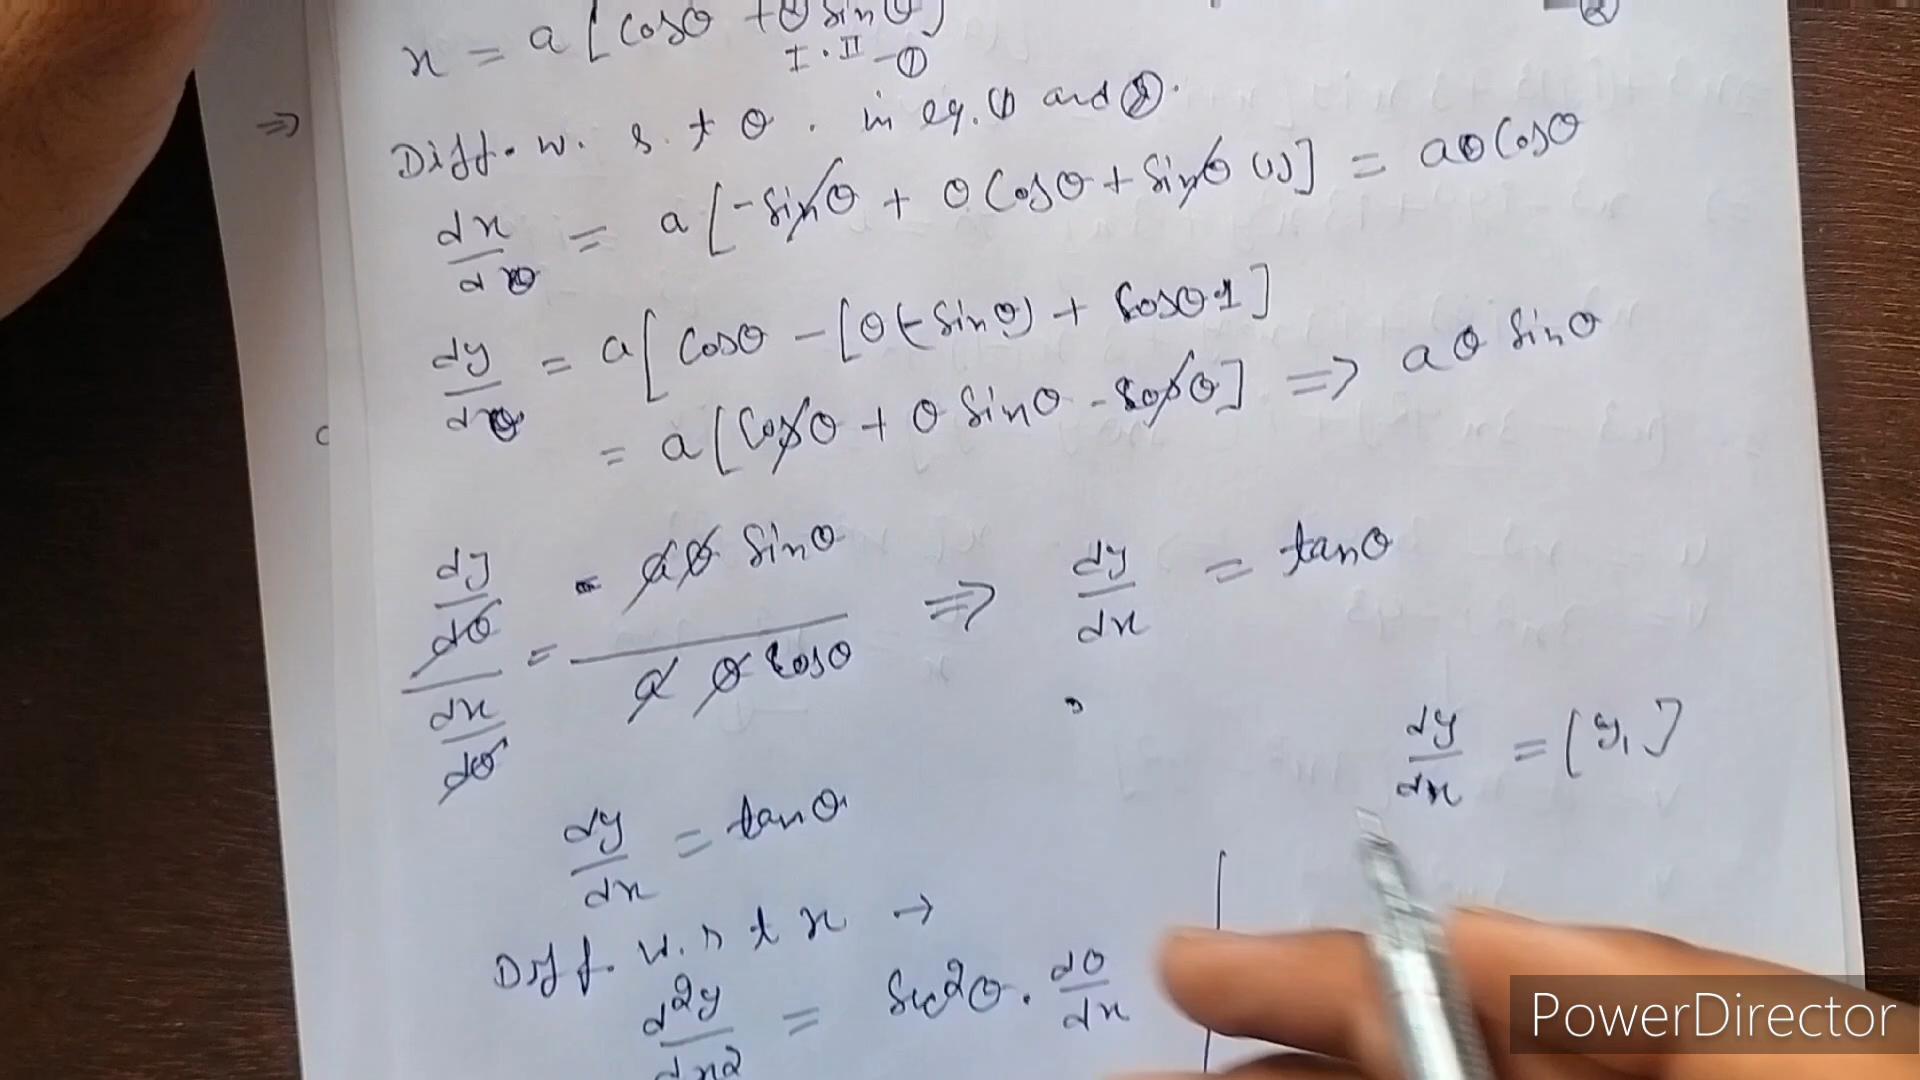 x = a [cosθ + θ sinθ]
I . II — ①
②
⇒
Diff. w. r. t θ . in eq. ① and ②.
dx/dθ = a [-sinθ + θ cosθ + sinθ (1)] = aθ cosθ
dy/dθ = a [cosθ - [θ(-sinθ) + cosθ 1]
= a [cosθ + θ sinθ - cosθ] ⇒ a θ sinθ
dy/dθ / dx/dθ = aθ sinθ / a θ cosθ ⇒ dy/dx = tanθ
dy/dx = [y₁]
dy/dx = tanθ
Diff. w.r t x →
d²y/dx² = sec²θ . dθ/dx
PowerDirector